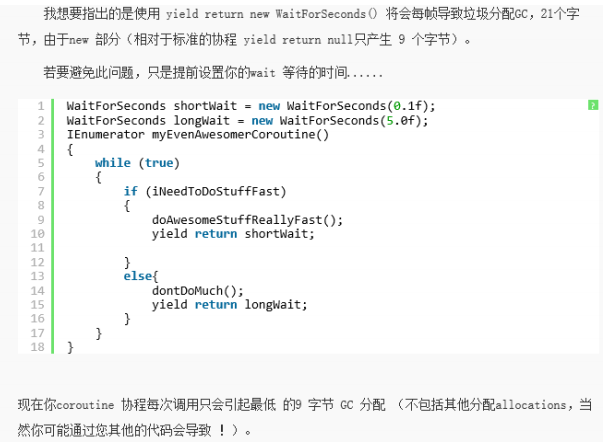 我想要指出的是使用 yield return new WaitForSeconds() 将会每帧导致垃圾分配GC，21个字
节，由于new 部分（相对于标准的协程 yield return null只产生 9 个字节）。
若要避免此问题，只是提前设置你的wait 等待的时间......
1 WaitForSeconds shortWait = new WaitForSeconds(0.1f);
?
2 WaitForSeconds longWait = new WaitForSeconds(5.0f);
3 IEnumerator myEvenAwesomerCoroutine()
4 {
5 while (true)
6 {
7 if (iNeedToDoStuffFast)
8 {
9 doAwesomeStuffReallyFast();
10 yield return shortWait;
11
12 }
13 else{
14 dontDoMuch();
15 yield return longWait;
16 }
17 }
18 }
现在你coroutine 协程每次调用只会引起最低 的9 字节 GC 分配 （不包括其他分配allocations，当
然你可能通过您其他的代码会导致 ！）。